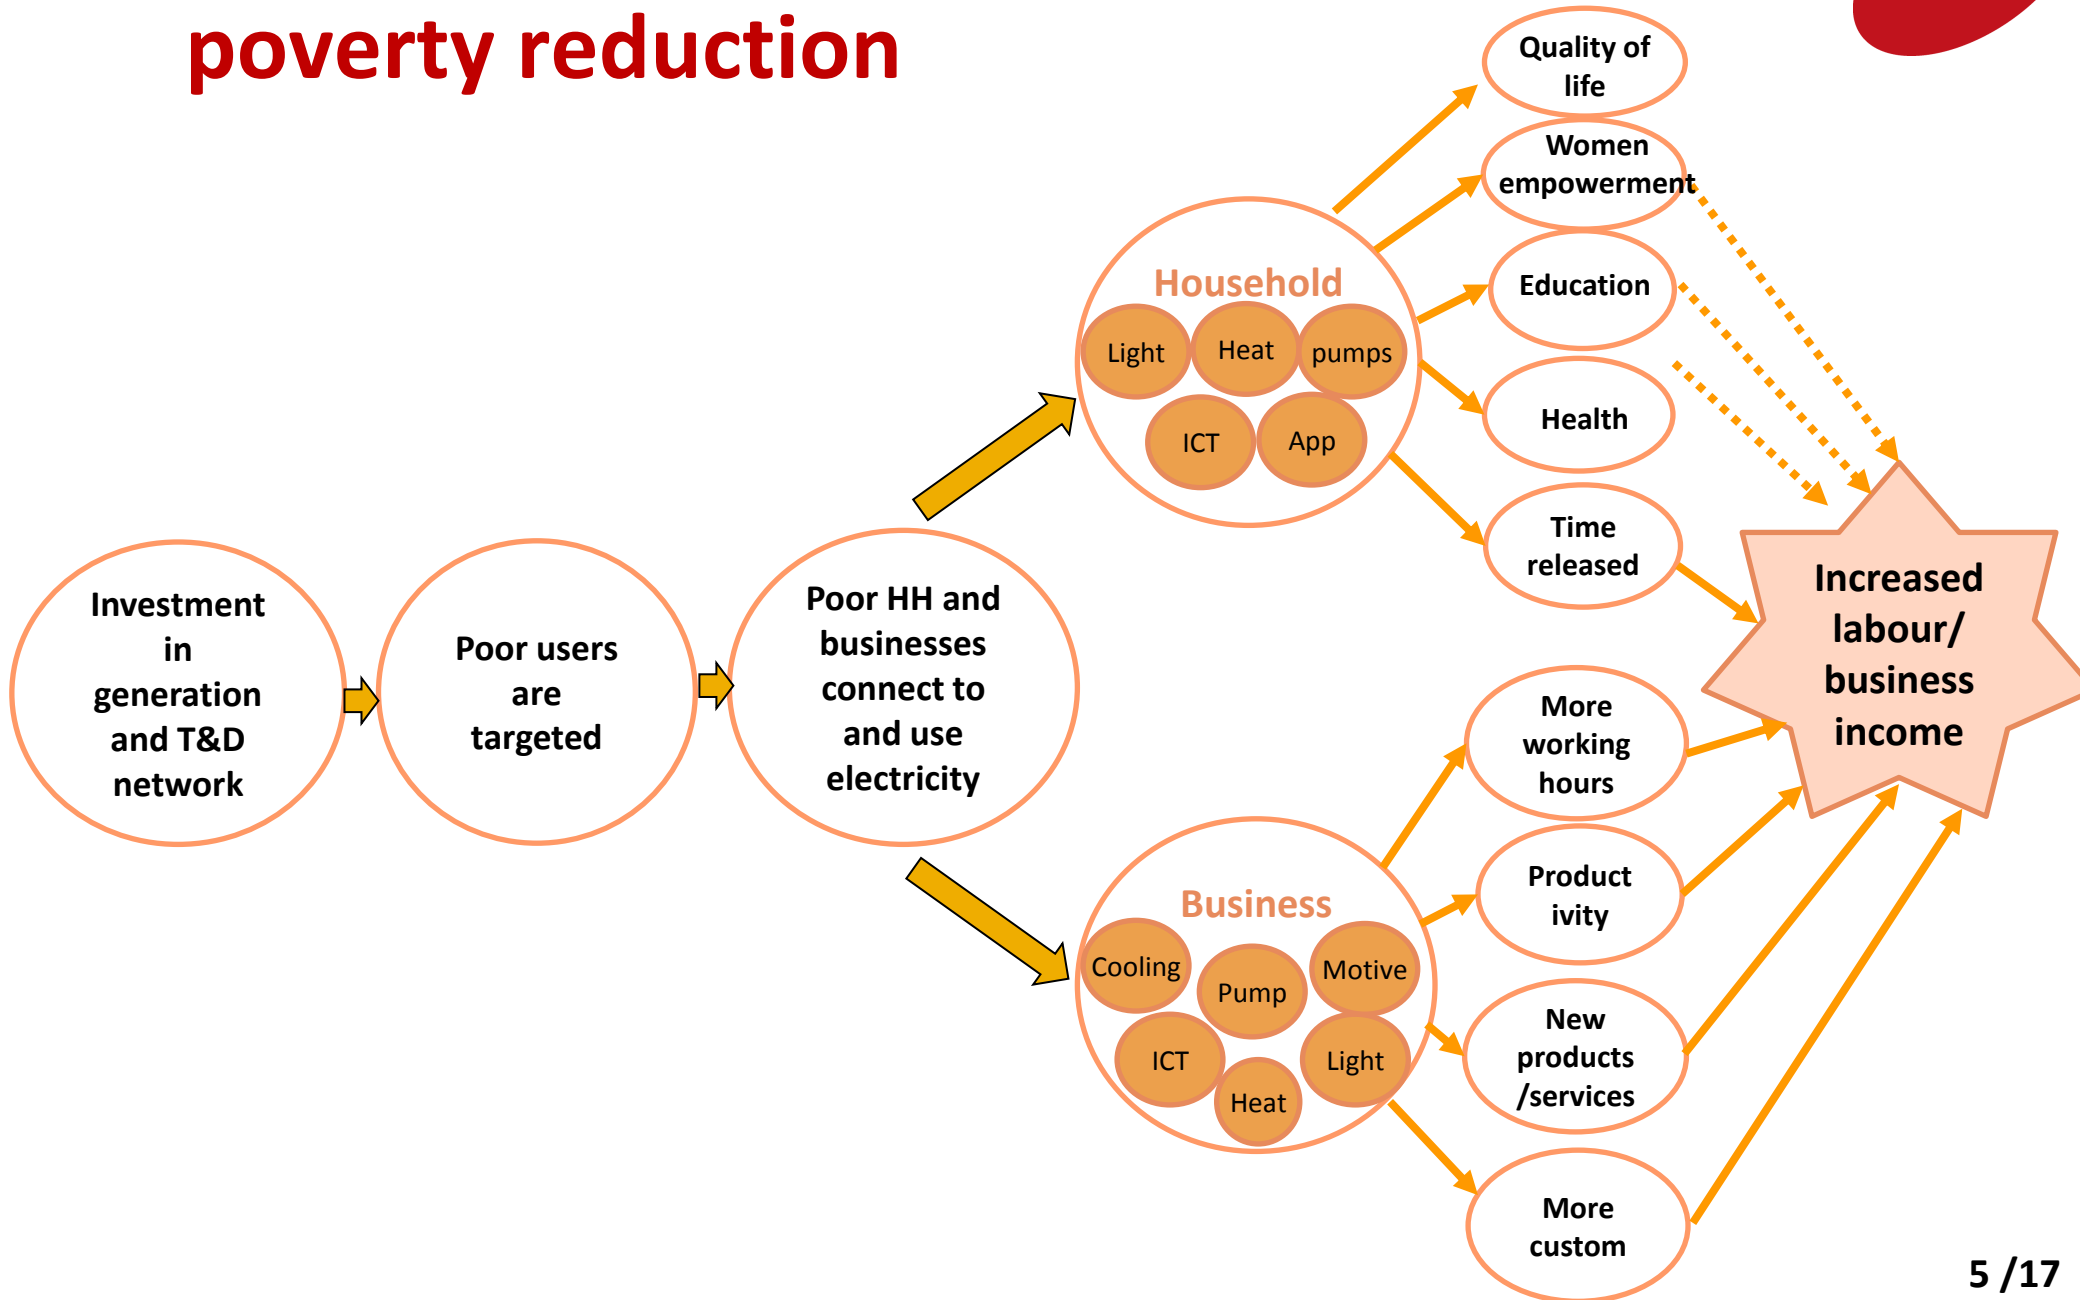 poverty reduction
Quality of
life
Women
empowerment
Education
Health
Time
released
Household
Light
Heat
pumps
ICT
App
Investment
in
generation
and T&D
network
Poor users
are
targeted
Poor HH and
businesses
connect to
and use
electricity
Increased
labour/
business
income
Business
Cooling
Pump
Motive
ICT
Light
Heat
More
working
hours
Product
ivity
New
products
/services
More
custom
5 /17